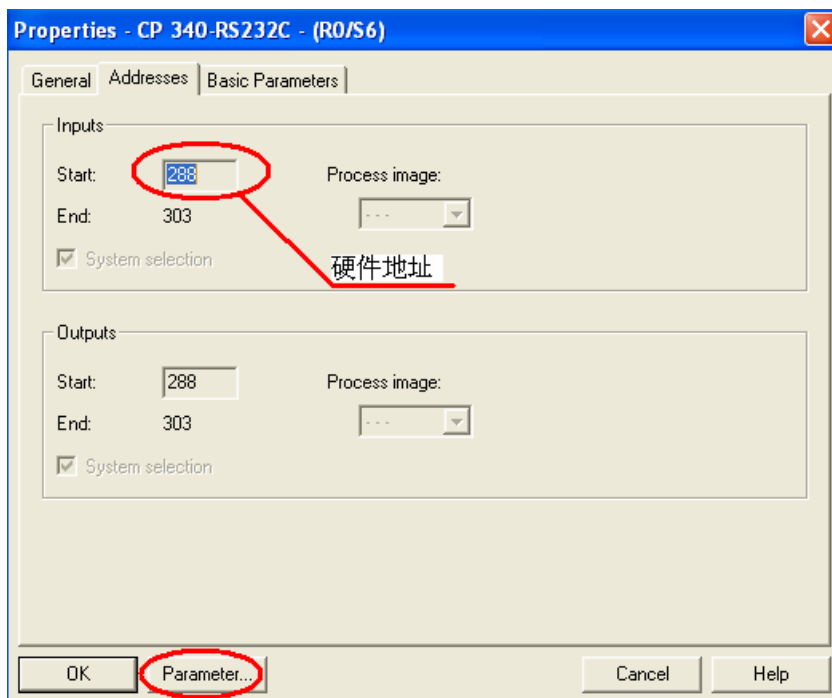 Properties - CP 340-RS232C - (R0/S6)
General Addresses Basic Parameters
Inputs
Start: 288 Process image:
End: 303 ---
System selection
硬件地址
Outputs
Start: 288 Process image:
End: 303 ---
System selection
OK Parameter... Cancel Help